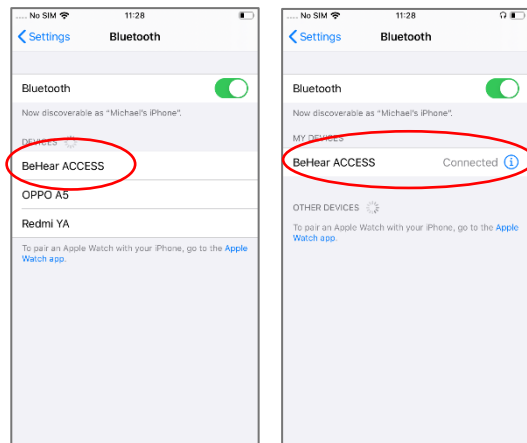 .... No SIM 11:28
Settings Bluetooth
Bluetooth
Now discoverable as "Michael's iPhone".
DEVICES
BeHear ACCESS
OPPO A5
Redmi YA
To pair an Apple Watch with your iPhone, go to the Apple
Watch app.
.... No SIM 11:28
Settings Bluetooth
Bluetooth
Now discoverable as "Michael's iPhone".
MY DEVICES
BeHear ACCESS Connected
OTHER DEVICES
To pair an Apple Watch with your iPhone, go to the Apple
Watch app.